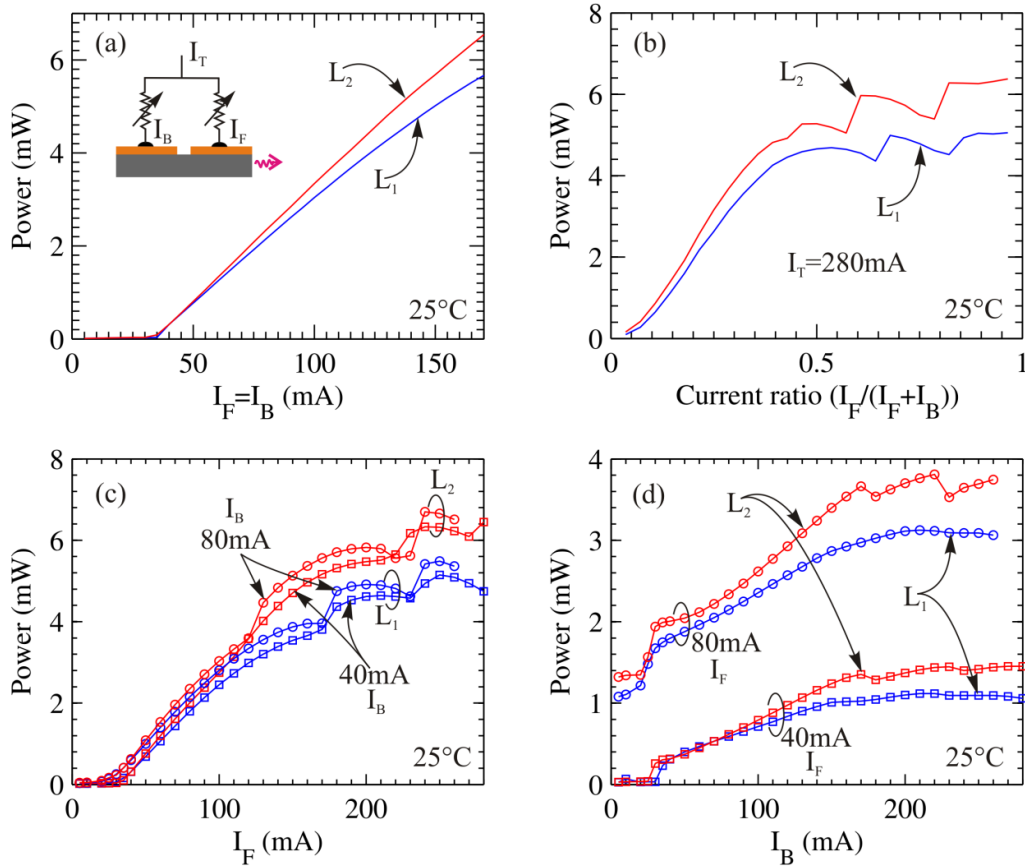 (a)
I_T
I_B
I_F
L_2
L_1
25°C
Power (mW)
0
2
4
6
0
50
100
150
I_F=I_B (mA)
(b)
L_2
L_1
I_T=280mA
25°C
Power (mW)
0
2
4
6
8
0
0.5
1
Current ratio (I_F/(I_F+I_B))
(c)
L_2
I_B
80mA
L_1
40mA
I_B
25°C
Power (mW)
0
2
4
6
8
0
100
200
I_F (mA)
(d)
L_2
L_1
80mA
I_F
40mA
I_F
25°C
Power (mW)
0
1
2
3
4
0
100
200
I_B (mA)